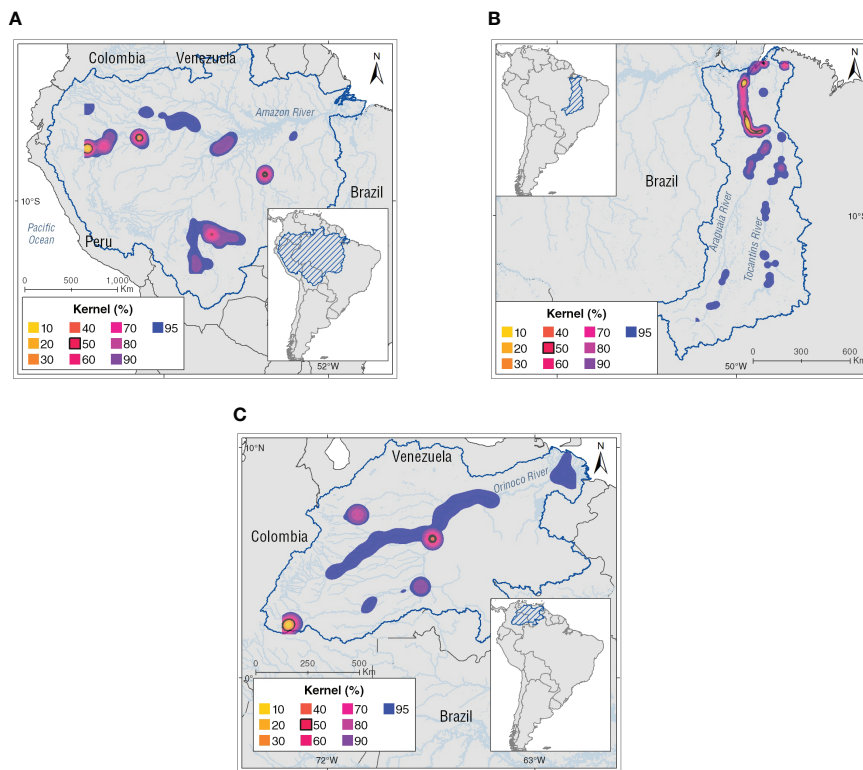 A
Colombia
Venezuela
N
Amazon River
10°S
Brazil
Pacific
Ocean
Peru
0 500 1,000
Km
Kernel (%)
10 40 70 95
20 50 80
30 60 90
52°W
B
N
Brazil
10°S
Araguaia River
Tocantins River
Kernel (%)
10 40 70 95
20 50 80
30 60 90
50°W
0 300 600
Km
C
10°N
Venezuela
N
Orinoco River
Colombia
0 250 500
Km
0°
Kernel (%)
10 40 70 95
20 50 80
30 60 90
Brazil
72°W
63°W